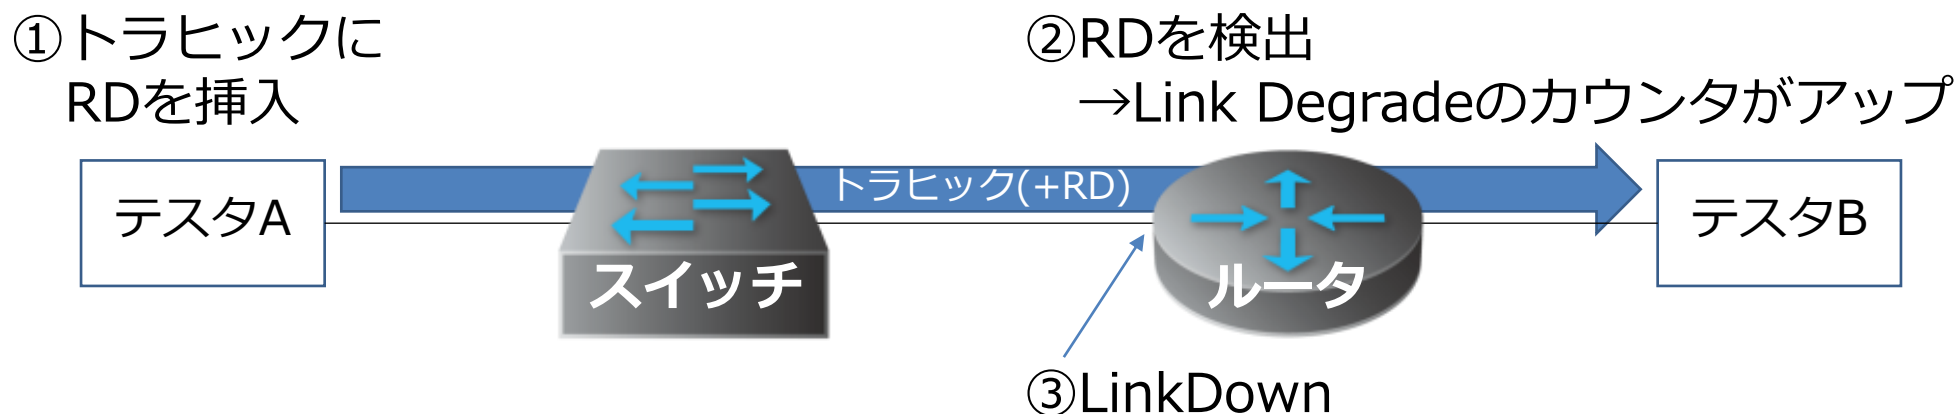 ①トラヒックに
RDを挿入
②RDを検出
→Link Degradeのカウンタがアップ
テスタA
トラヒック(+RD)
テスタB
スイッチ
ルータ
③LinkDown